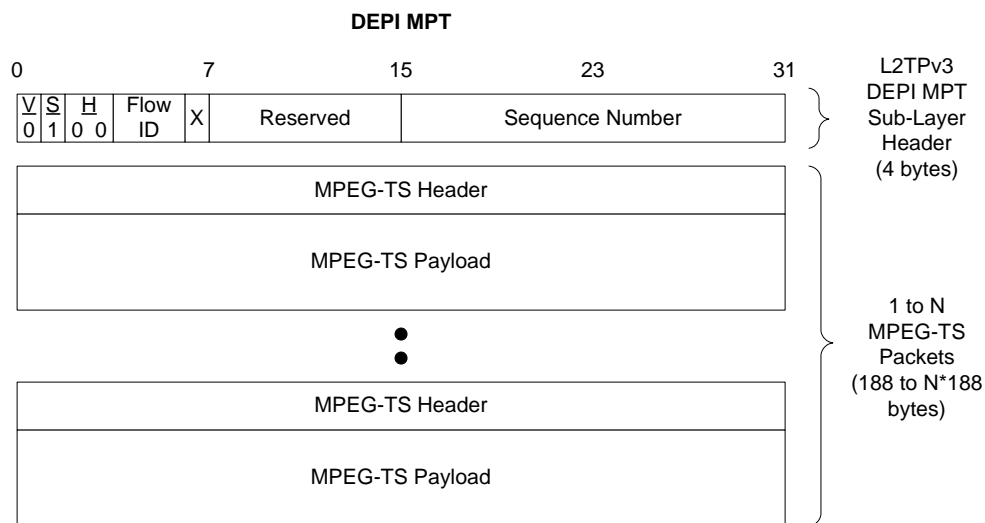 DEPI MPT
0 7 15 23 31
V S H Flow ID X Reserved Sequence Number
0 1 0 0
L2TPv3
DEPI MPT
Sub-Layer
Header
(4 bytes)
MPEG-TS Header
MPEG-TS Payload
MPEG-TS Header
MPEG-TS Payload
1 to N
MPEG-TS
Packets
(188 to N*188
bytes)